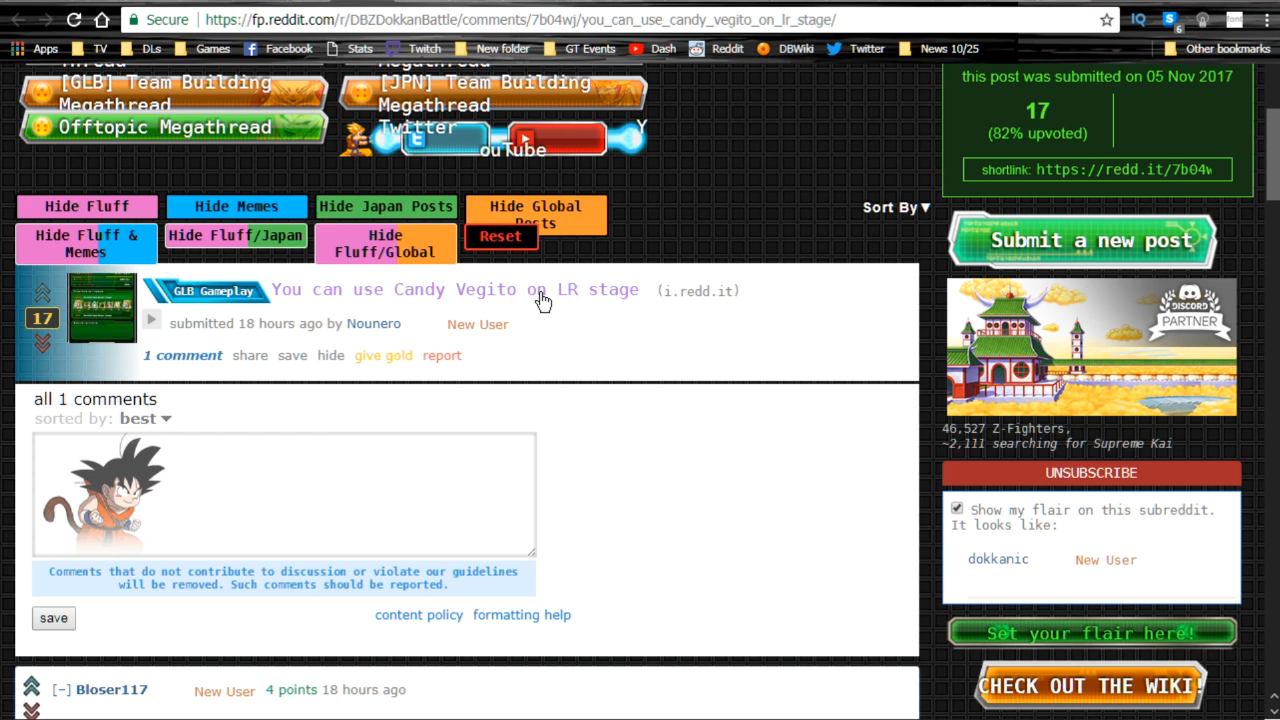 Secure https://fp.reddit.com/r/DBZDokkanBattle/comments/7b04wj/you_can_use_candy_vegito_on_lr_stage/
IQ S 6 font
Apps TV DLs Games Facebook Stats Twitch New folder GT Events Dash Reddit DBWiki Twitter News 10/25 Other bookmarks
[GLB] Team Building Megathread
[JPN] Team Building Megathread
Offtopic Megathread
Twitter
YouTube
this post was submitted on 05 Nov 2017
17
(82% upvoted)
shortlink: https://redd.it/7b04w
Hide Fluff
Hide Memes
Hide Japan Posts
Hide Global Posts
Sort By▼
Hide Fluff & Memes
Hide Fluff/Japan
Hide Fluff/Global
Reset
Submit a new post
17
GLB Gameplay You can use Candy Vegito on LR stage (i.redd.it)
submitted 18 hours ago by Nounero New User
1 comment share save hide give gold report
DISCORD PARTNER
all 1 comments
sorted by: best
46,527 Z-Fighters,
~2,111 searching for Supreme Kai
UNSUBSCRIBE
Show my flair on this subreddit.
It looks like:
dokkanic New User
Comments that do not contribute to discussion or violate our guidelines
will be removed. Such comments should be reported.
save
content policy formatting help
Set your flair here!
CHECK OUT THE WIKI!
[–] Bloser117 New User 4 points 18 hours ago